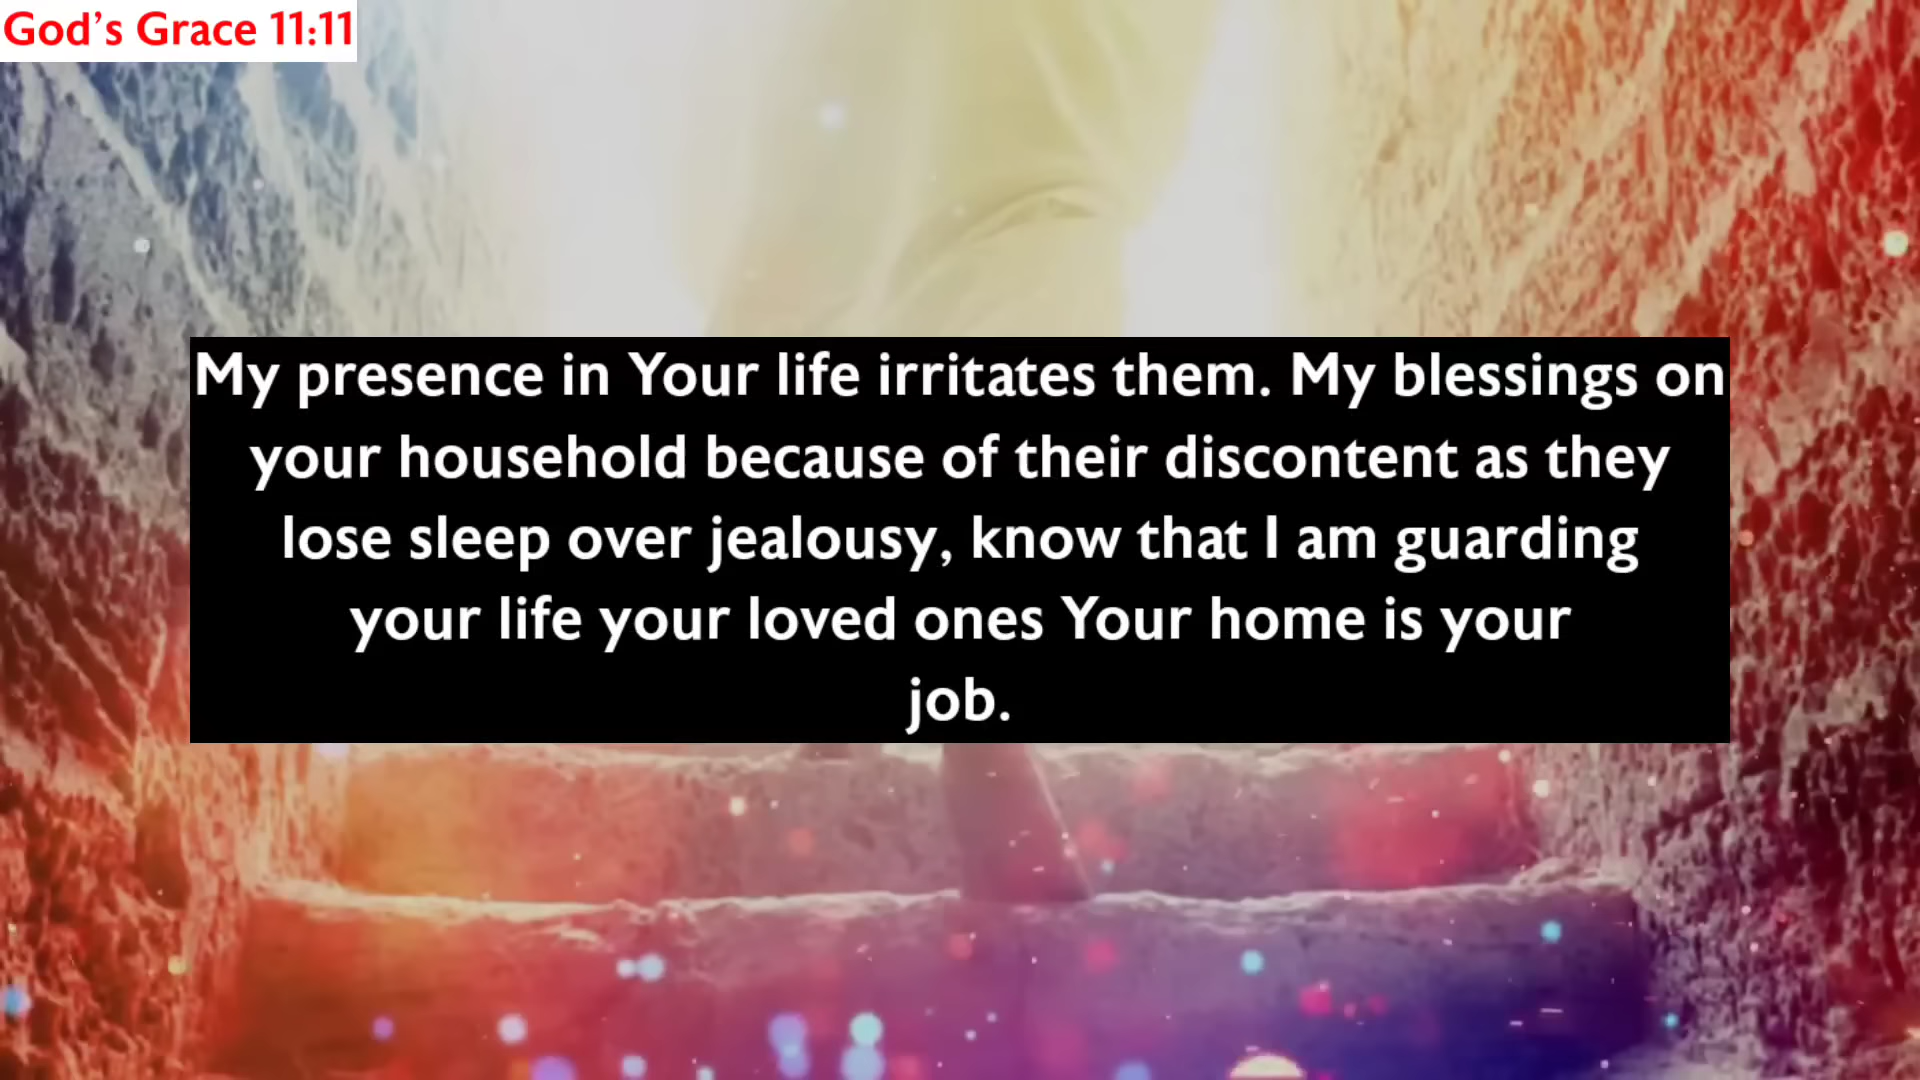 God's Grace 11:11
My presence in Your life irritates them. My blessings on
your household because of their discontent as they
lose sleep over jealousy, know that I am guarding
your life your loved ones Your home is your
job.